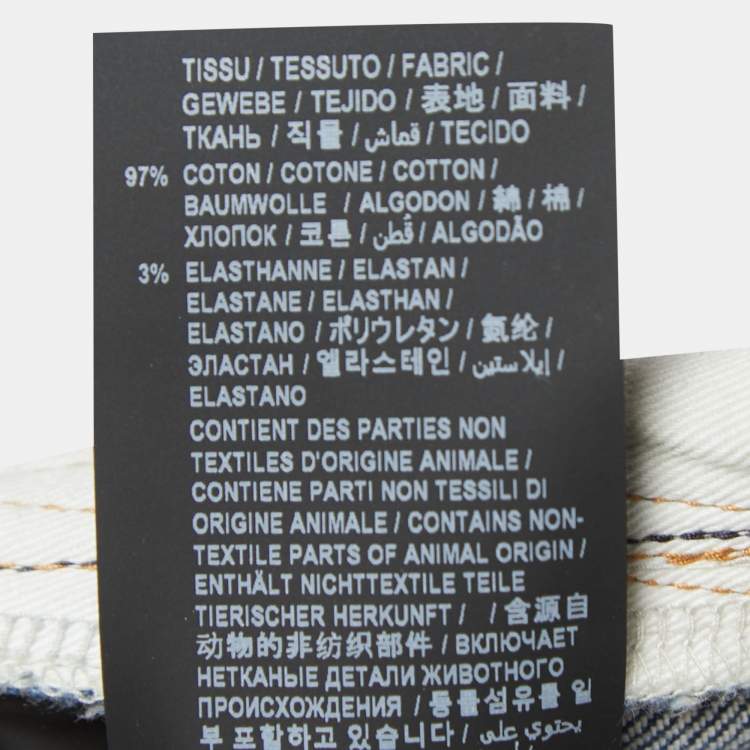 TISSU / TESSUTO / FABRIC /
GEWEBE / TEJIDO / 表地 / 面料 /
ТКАНЬ / 직물 / قماش / TECIDO
97% COTON / COTONE / COTTON /
BAUMWOLLE / ALGODON / 綿 / 棉 /
ХЛОПОК / 코튼 / قُطن / ALGODÃO
3% ELASTHANNE / ELASTAN /
ELASTANE / ELASTHAN /
ELASTANO / ポリウレタン / 氨纶 /
ЭЛАСТАН / 엘라스테인 / إيلاستين /
ELASTANO
CONTIENT DES PARTIES NON
TEXTILES D'ORIGINE ANIMALE /
CONTIENE PARTI NON TESSILI DI
ORIGINE ANIMALE / CONTAINS NON-
TEXTILE PARTS OF ANIMAL ORIGIN /
ENTHÄLT NICHTTEXTILE TEILE
TIERISCHER HERKUNFT / / 含源自
动物的非纺织部件 / ВКЛЮЧАЕТ
НЕТКАНЫЕ ДЕТАЛИ ЖИВОТНОГО
ПРОИСХОЖДЕНИЯ / 동물섬유를 일
부 포함하고 있습니다 / يحتوي على